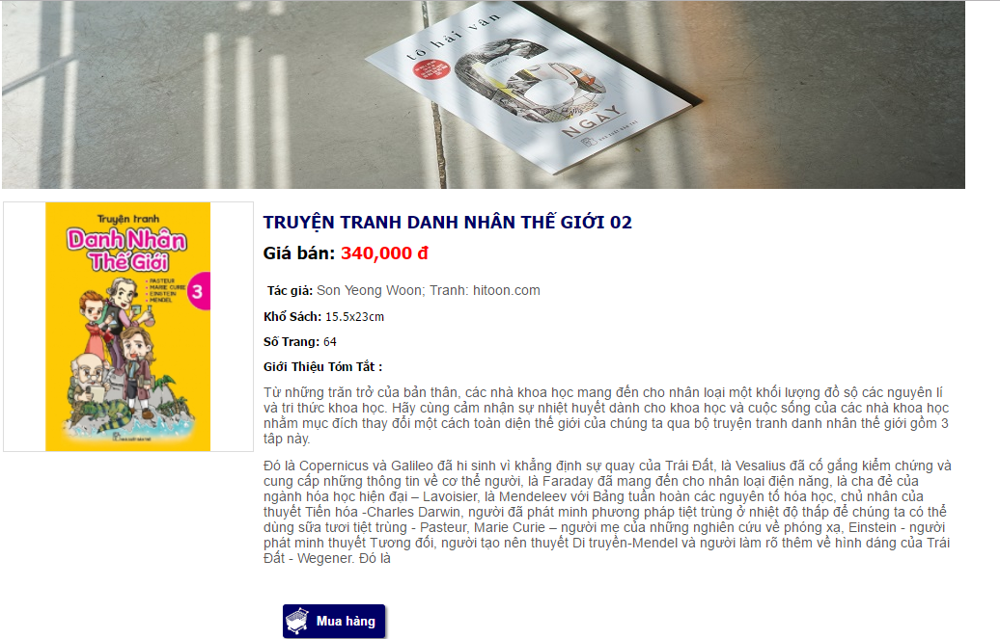 tô hải vân
6
NGÀY
NHÀ XUẤT BẢN TRẺ
Truyện tranh
Danh Nhân
Thế Giới
• PASTEUR
• MARIE CURIE
• EINSTEIN
• MENDEL
3
NHÀ XUẤT BẢN TRẺ
TRUYỆN TRANH DANH NHÂN THẾ GIỚI 02
Giá bán: 340,000 đ
Tác giả: Son Yeong Woon; Tranh: hitoon.com
Khổ Sách: 15.5x23cm
Số Trang: 64
Giới Thiệu Tóm Tắt :
Từ những trăn trở của bản thân, các nhà khoa học mang đến cho nhân loại một khối lượng đồ sộ các nguyên lí
và tri thức khoa học. Hãy cùng cảm nhận sự nhiệt huyết dành cho khoa học và cuộc sống của các nhà khoa học
nhằm mục đích thay đổi một cách toàn diện thế giới của chúng ta qua bộ truyện tranh danh nhân thế giới gồm 3
tâp này.
Đó là Copernicus và Galileo đã hi sinh vì khẳng định sự quay của Trái Đất, là Vesalius đã cố gắng kiểm chứng và
cung cấp những thông tin về cơ thể người, là Faraday đã mang đến cho nhân loại điện năng, là cha đẻ của
ngành hóa học hiện đại – Lavoisier, là Mendeleev với Bảng tuần hoàn các nguyên tố hóa học, chủ nhân của
thuyết Tiến hóa -Charles Darwin, người đã phát minh phương pháp tiệt trùng ở nhiệt độ thấp để chúng ta có thể
dùng sữa tươi tiệt trùng - Pasteur, Marie Curie – người mẹ của những nghiên cứu về phóng xạ, Einstein - người
phát minh thuyết Tương đối, người tạo nên thuyết Di truyền-Mendel và người làm rõ thêm về hình dáng của Trái
Đất - Wegener. Đó là
Mua hàng